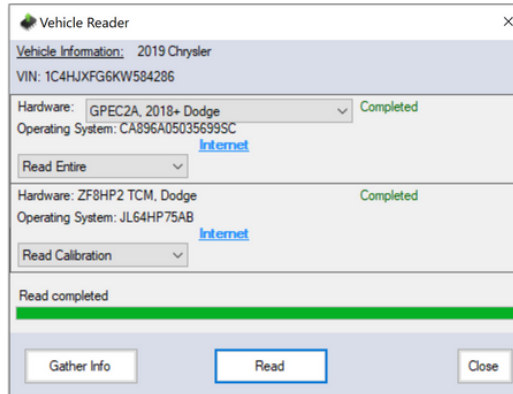 Vehicle Reader
Vehicle Information: 2019 Chrysler
VIN: 1C4HJXFG6KW584286
Hardware: GPEC2A, 2018+ Dodge Completed
Operating System: CA896A05035699SC
Internet
Read Entire
Hardware: ZF8HP2 TCM, Dodge Completed
Operating System: JL64HP75AB
Internet
Read Calibration
Read completed
Gather Info Read Close